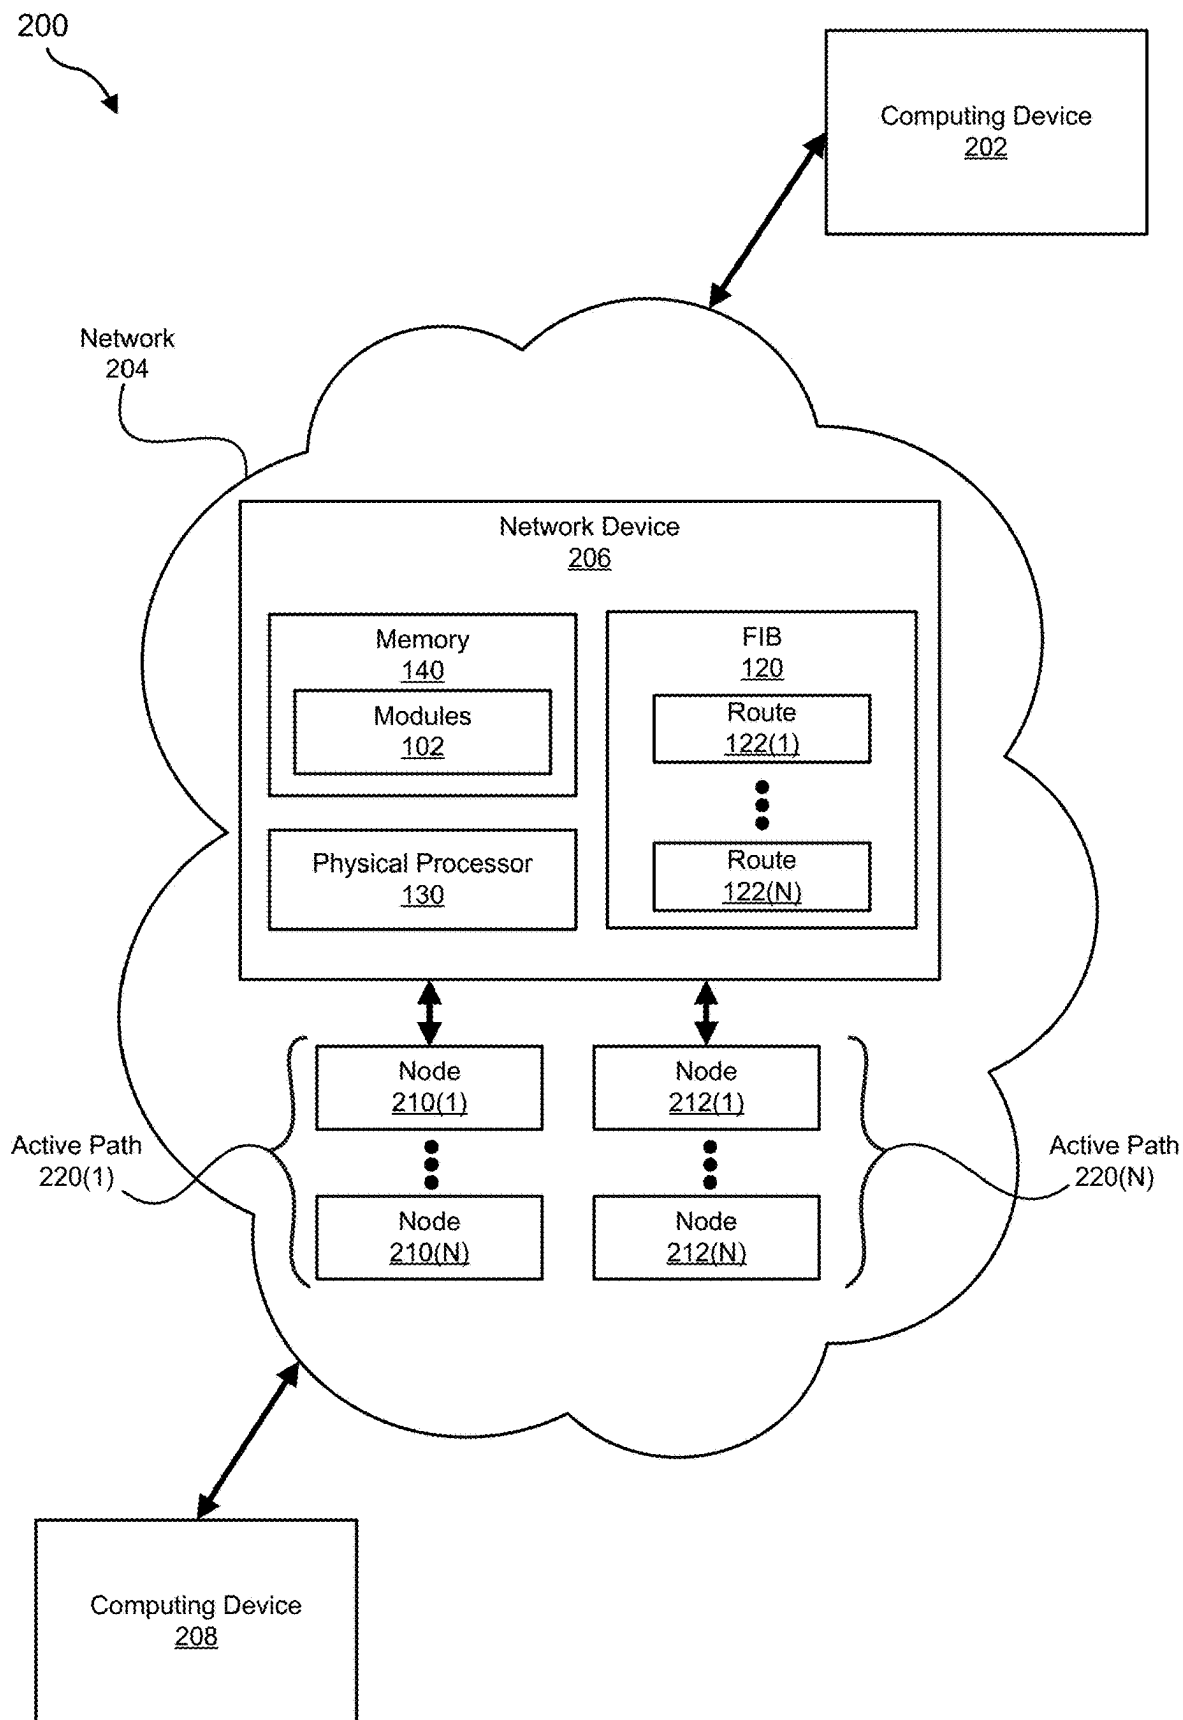 200
Computing Device
202
Network
204
Network Device
206
Memory
140
Modules
102
Physical Processor
130
FIB
120
Route
122(1)
Route
122(N)
Node
210(1)
Node
212(1)
Active Path
220(1)
Active Path
220(N)
Node
210(N)
Node
212(N)
Computing Device
208